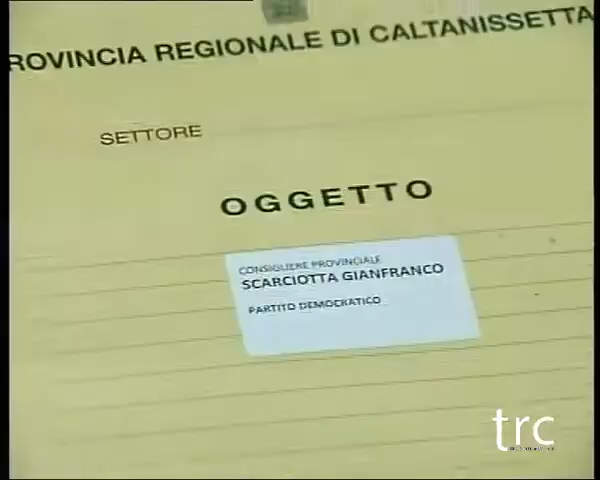 ROVINCIA REGIONALE DI CALTANISSETTA
SETTORE
OGGETTO
CONSIGLIERE PROVINCIALE
SCARCIOTTA GIANFRANCO
PARTITO DEMOCRATICO
trc